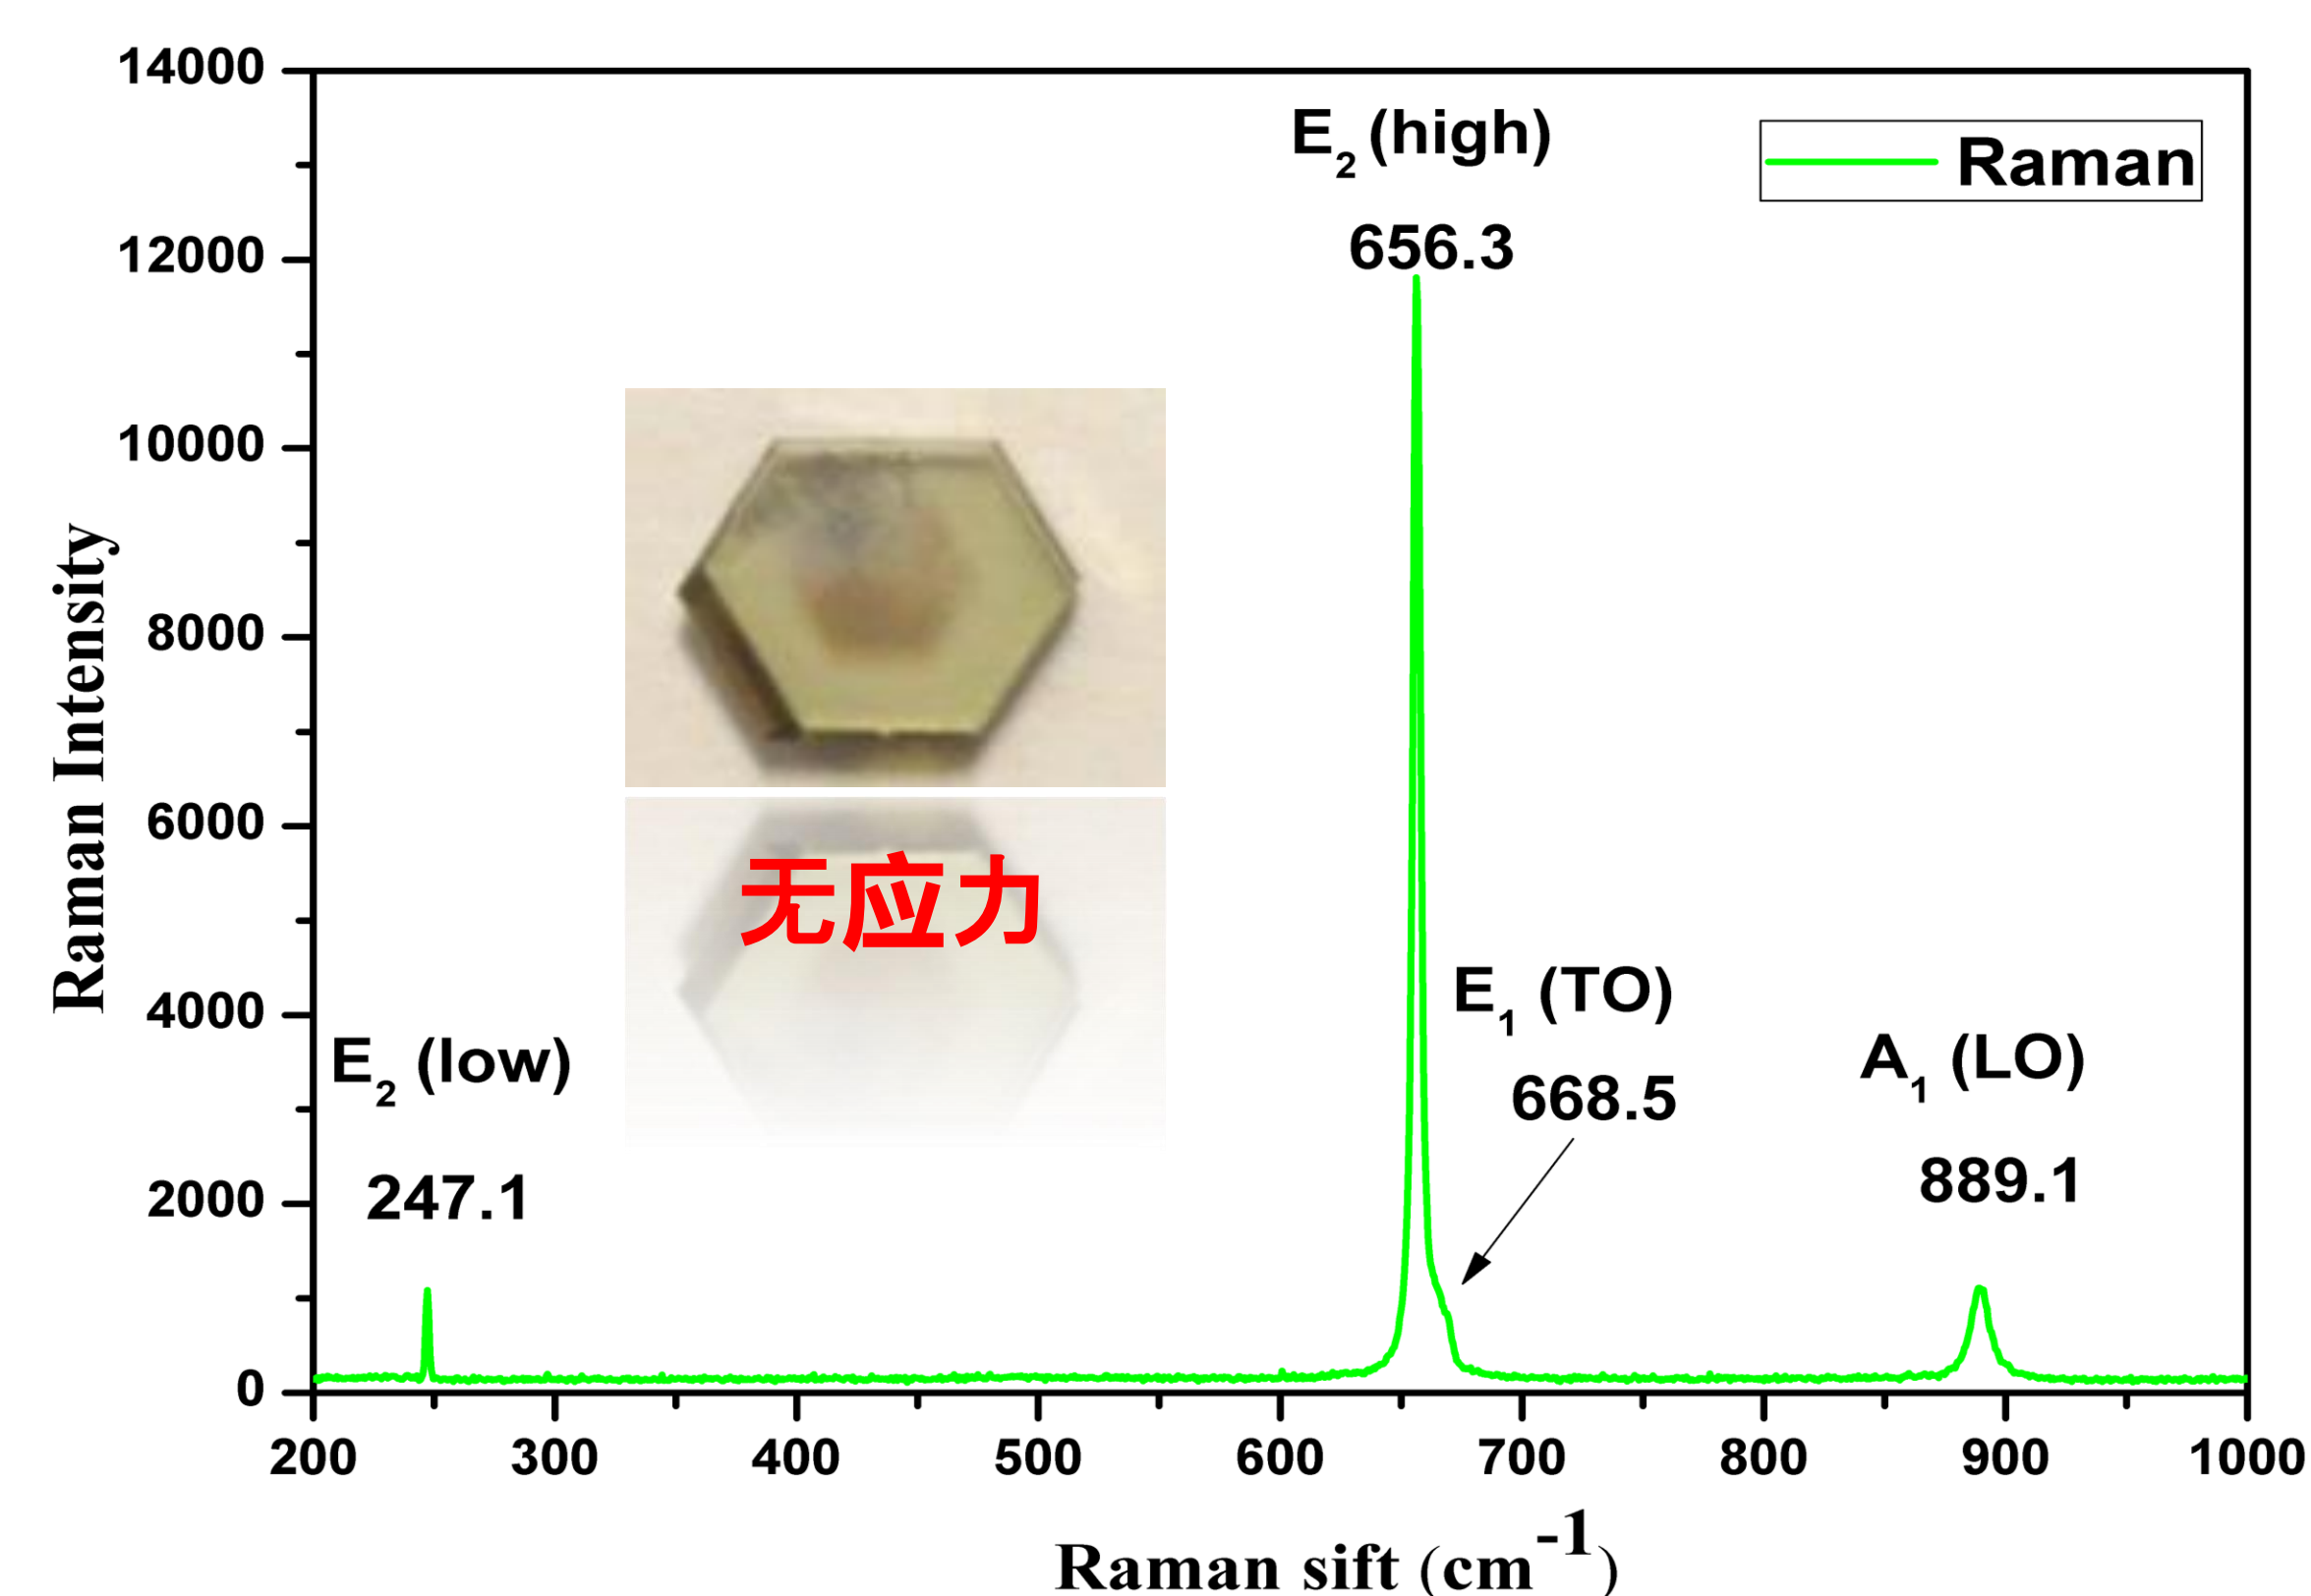 14000
12000
10000
8000
6000
4000
2000
0
Raman Intensity
E₂ (high)
656.3
Raman
无应力
E₁ (TO)
668.5
E₂ (low)
247.1
A₁ (LO)
889.1
200 300 400 500 600 700 800 900 1000
Raman sift (cm⁻¹)